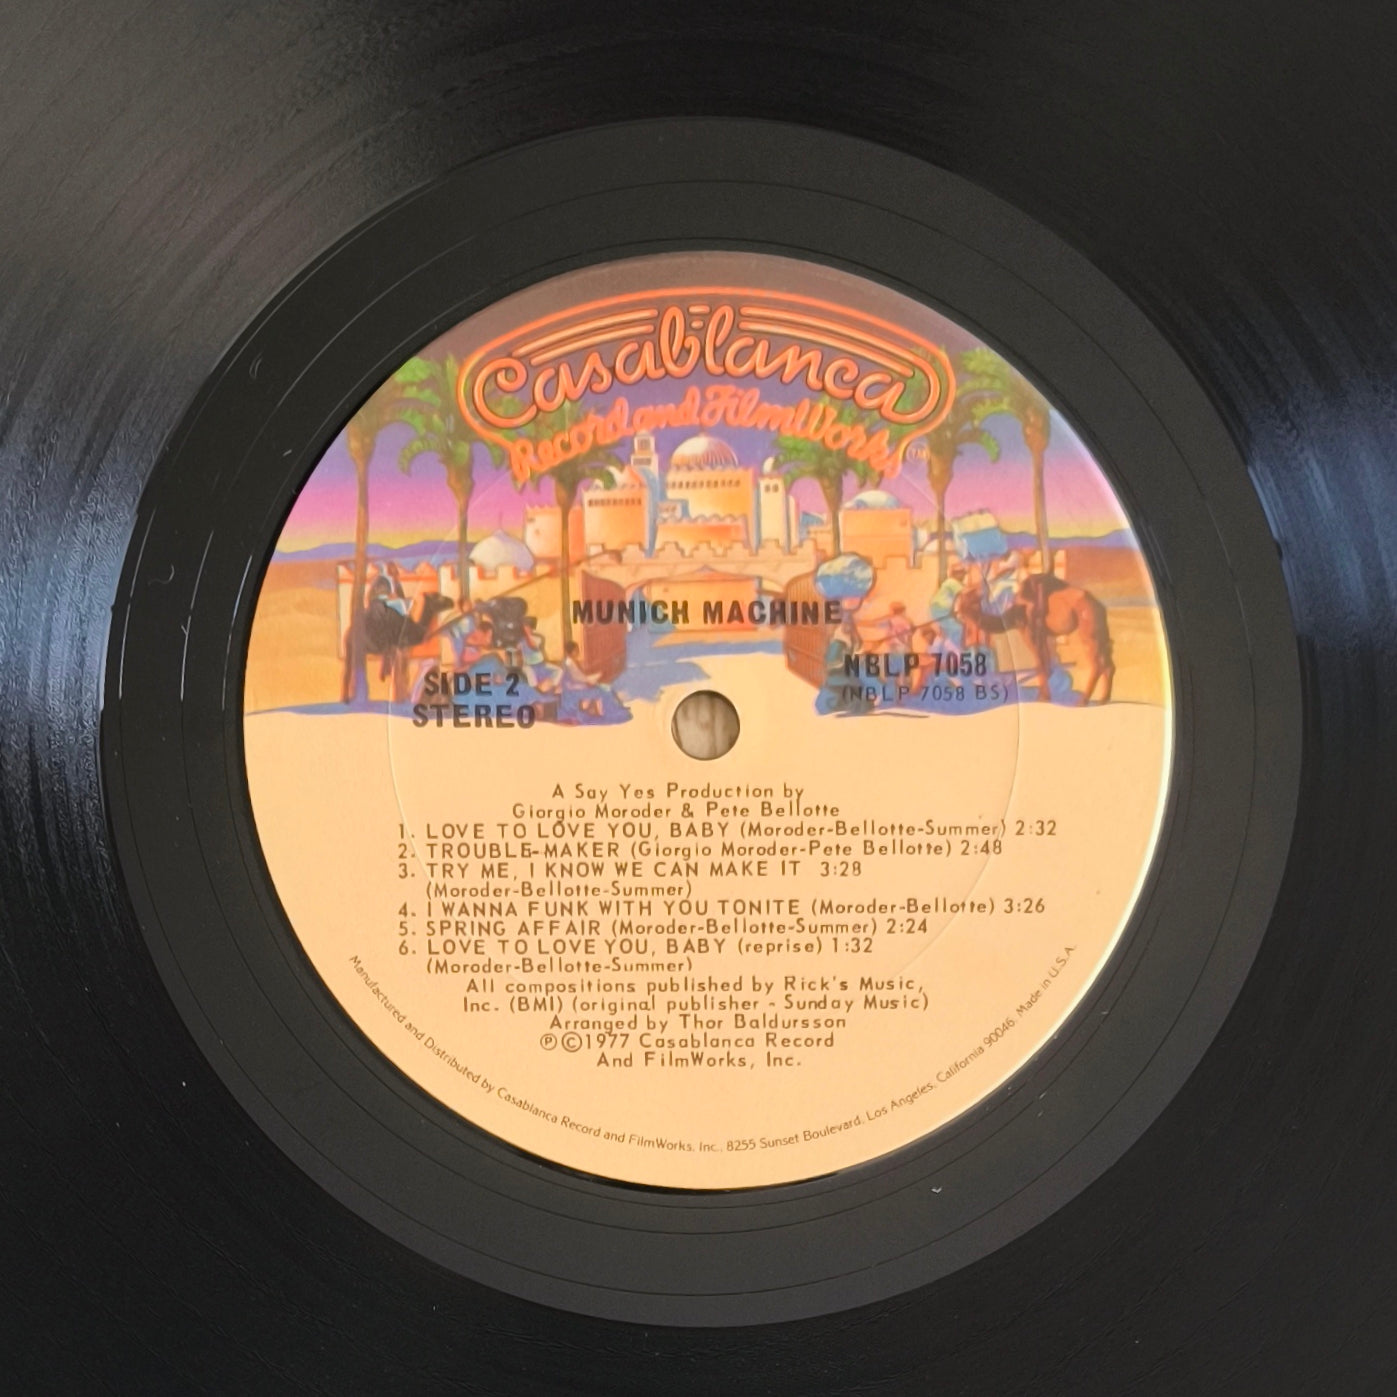 Casablanca
Record and FilmWorks TM
MUNICH MACHINE
SIDE 2
STEREO
NBLP 7058
(NBLP 7058 BS)
A Say Yes Production by
Giorgio Moroder & Pete Bellotte
1. LOVE TO LOVE YOU, BABY (Moroder-Bellotte-Summer) 2:32
2. TROUBLE-MAKER (Giorgio Moroder-Pete Bellotte) 2:48
3. TRY ME, I KNOW WE CAN MAKE IT 3:28
(Moroder-Bellotte-Summer)
4. I WANNA FUNK WITH YOU TONITE (Moroder-Bellotte) 3:26
5. SPRING AFFAIR (Moroder-Bellotte-Summer) 2:24
6. LOVE TO LOVE YOU, BABY (reprise) 1:32
(Moroder-Bellotte-Summer)
All compositions published by Rick's Music,
Inc. (BMI) (original publisher - Sunday Music)
Arranged by Thor Baldursson
℗©1977 Casablanca Record
And FilmWorks, Inc.
Manufactured and Distributed by Casablanca Record and FilmWorks, Inc., 8255 Sunset Boulevard, Los Angeles, California 90046. Made in U.S.A.